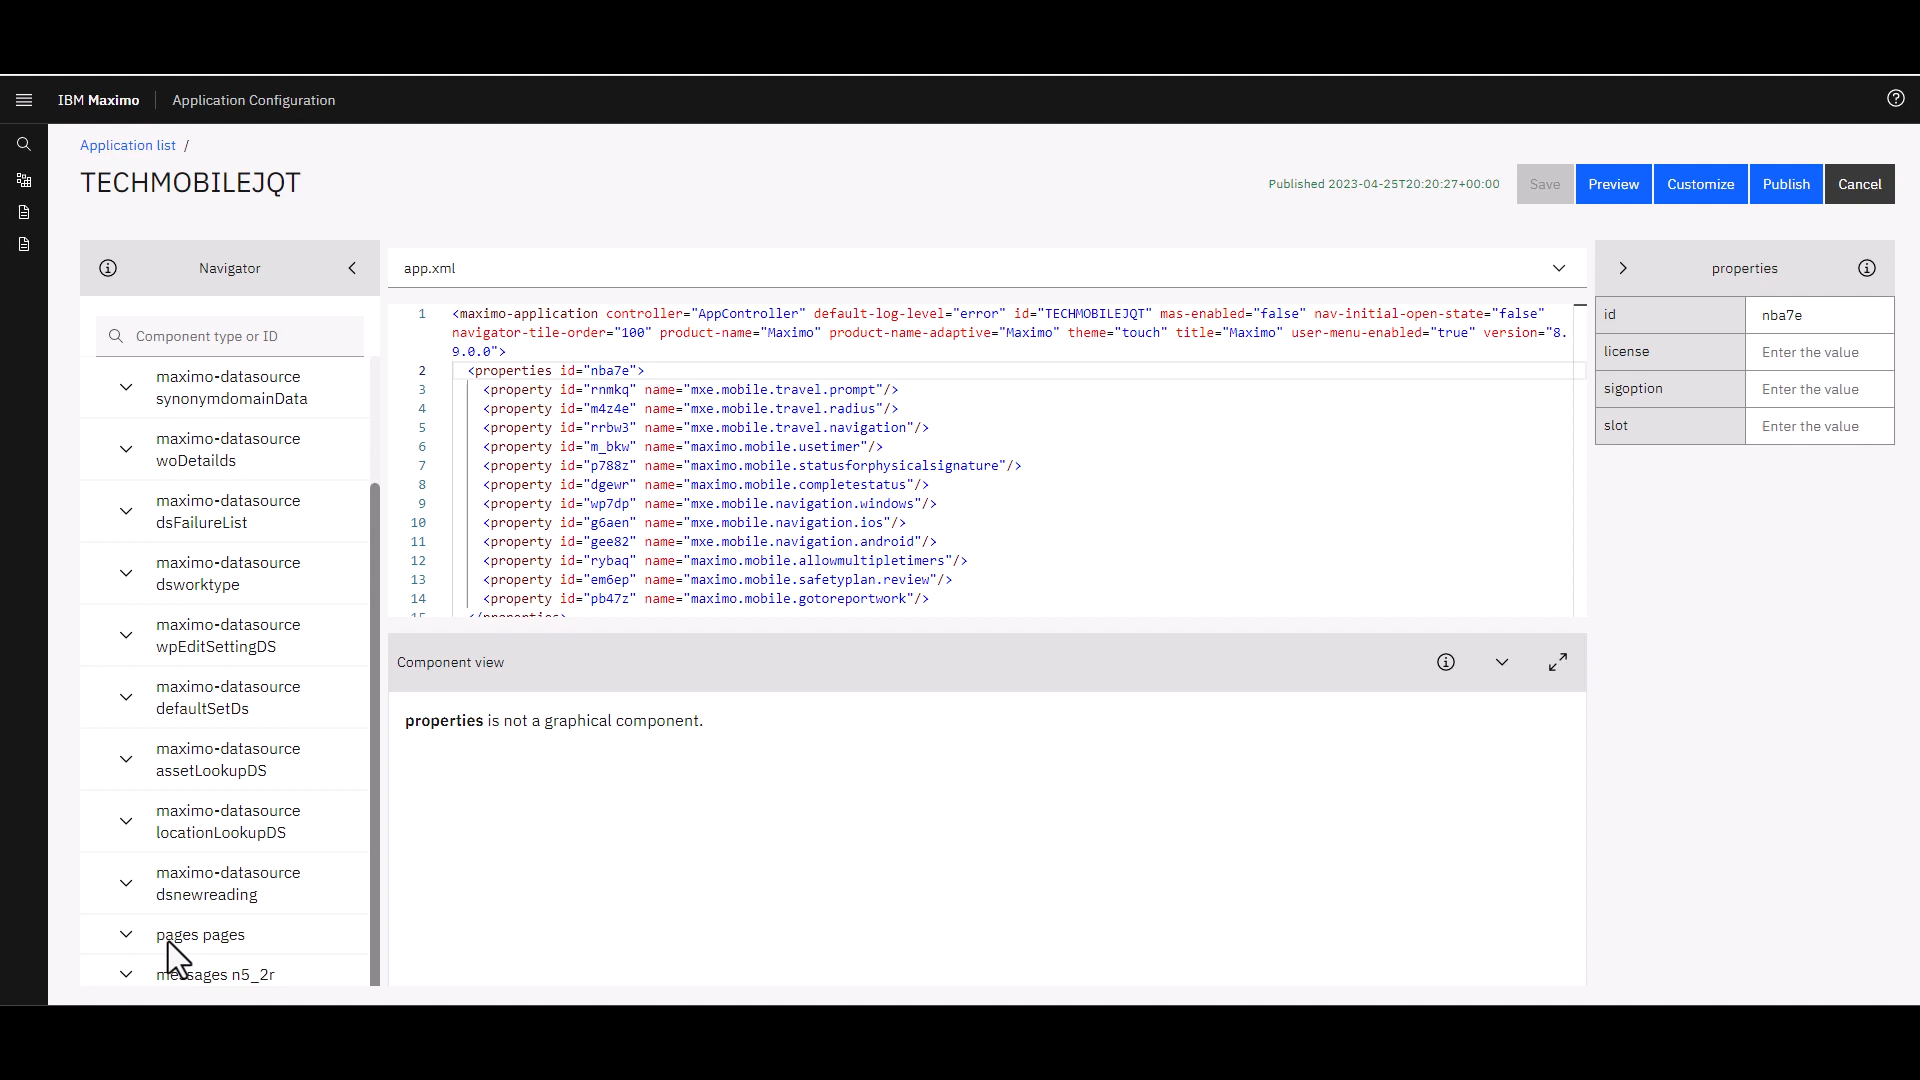 IBM Maximo
Application Configuration
Application list /
TECHMOBILEJQT
Published 2023-04-25T20:20:27+00:00
Save
Preview
Customize
Publish
Cancel
Navigator
Component type or ID
maximo-datasource
synonymdomainData
maximo-datasource
woDetailds
maximo-datasource
dsFailureList
maximo-datasource
dsworktype
maximo-datasource
wpEditSettingDS
maximo-datasource
defaultSetDs
maximo-datasource
assetLookupDS
maximo-datasource
locationLookupDS
maximo-datasource
dsnewreading
pages pages
messages n5_2r
app.xml
1 <maximo-application controller="AppController" default-log-level="error" id="TECHMOBILEJQT" mas-enabled="false" nav-initial-open-state="false"
navigator-tile-order="100" product-name="Maximo" product-name-adaptive="Maximo" theme="touch" title="Maximo" user-menu-enabled="true" version="8.
9.0.0">
2 <properties id="nba7e">
3 <property id="rnmkq" name="mxe.mobile.travel.prompt"/>
4 <property id="m4z4e" name="mxe.mobile.travel.radius"/>
5 <property id="rrbw3" name="mxe.mobile.travel.navigation"/>
6 <property id="m_bkw" name="maximo.mobile.usetimer"/>
7 <property id="p788z" name="maximo.mobile.statusforphysicalsignature"/>
8 <property id="dgewr" name="maximo.mobile.completestatus"/>
9 <property id="wp7dp" name="mxe.mobile.navigation.windows"/>
10 <property id="g6aen" name="mxe.mobile.navigation.ios"/>
11 <property id="gee82" name="mxe.mobile.navigation.android"/>
12 <property id="rybaq" name="maximo.mobile.allowmultipletimers"/>
13 <property id="em6ep" name="maximo.mobile.safetyplan.review"/>
14 <property id="pb47z" name="maximo.mobile.gotoreportwork"/>
15 </properties>
Component view
properties is not a graphical component.
properties
id nba7e
license Enter the value
sigoption Enter the value
slot Enter the value